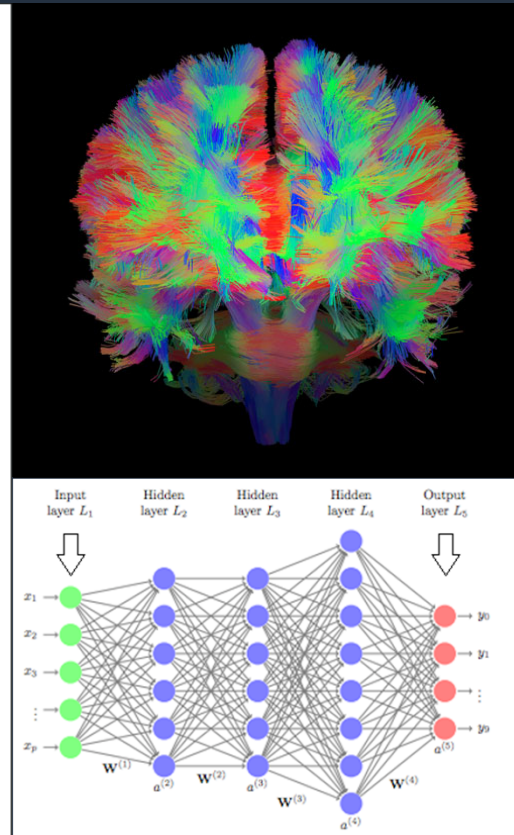 Input Hidden Hidden Hidden Output
layer L₁ layer L₂ layer L₃ layer L₄ layer L₅
x₁
x₂
x₃
⋮
xₚ
y₀
y₁
⋮
y₉
W⁽¹⁾
a⁽²⁾
W⁽²⁾
a⁽³⁾
W⁽³⁾
a⁽⁴⁾
W⁽⁴⁾
a⁽⁵⁾